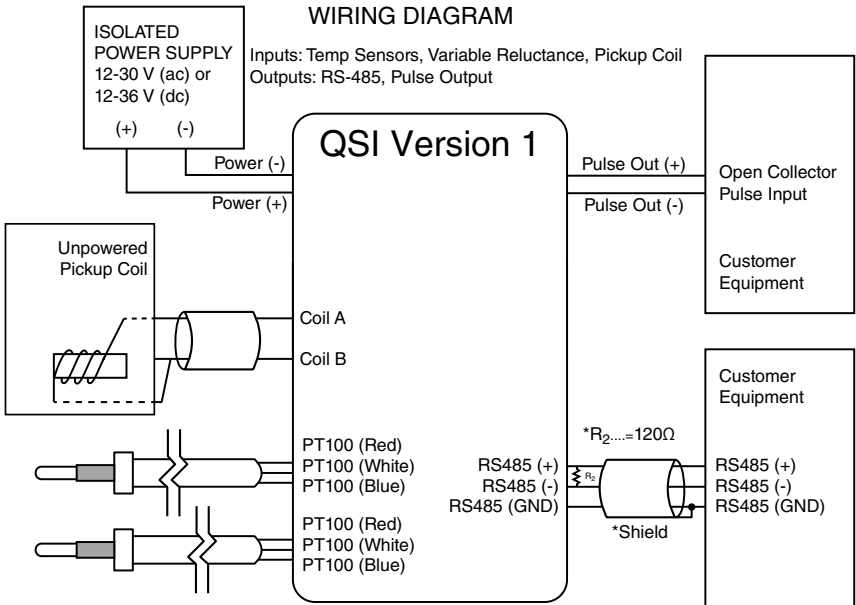 WIRING DIAGRAM
ISOLATED
POWER SUPPLY
12-30 V (ac) or
12-36 V (dc)
(+) (-)
Inputs: Temp Sensors, Variable Reluctance, Pickup Coil
Outputs: RS-485, Pulse Output
QSI Version 1
Power (-)
Power (+)
Pulse Out (+)
Pulse Out (-)
Open Collector
Pulse Input
Customer
Equipment
Unpowered
Pickup Coil
Coil A
Coil B
Customer
Equipment
*R2....=120Ω
PT100 (Red)
PT100 (White)
PT100 (Blue)
RS485 (+)
RS485 (-)
RS485 (GND)
R2
RS485 (+)
RS485 (-)
RS485 (GND)
*Shield
PT100 (Red)
PT100 (White)
PT100 (Blue)